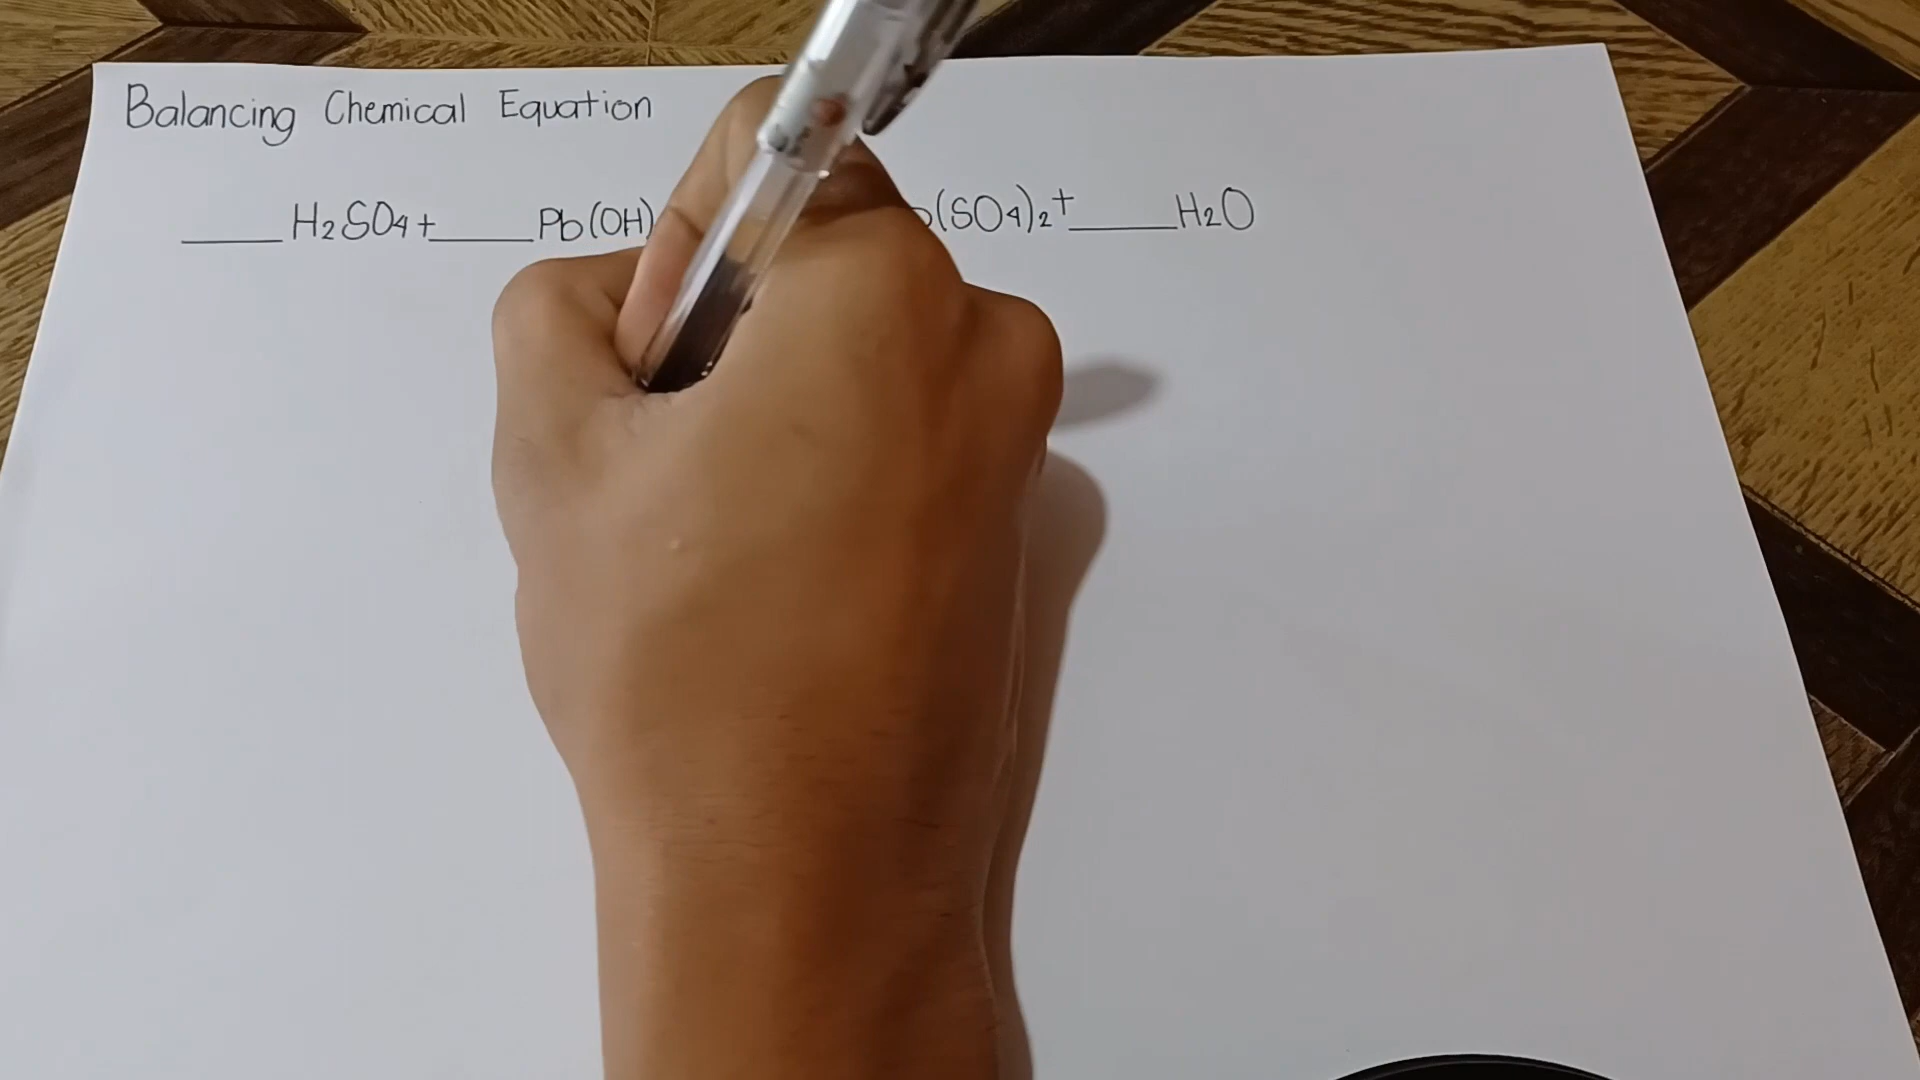 Balancing Chemical Equation
____ H2SO4 + ____ Pb(OH) (SO4)2 + ____ H2O